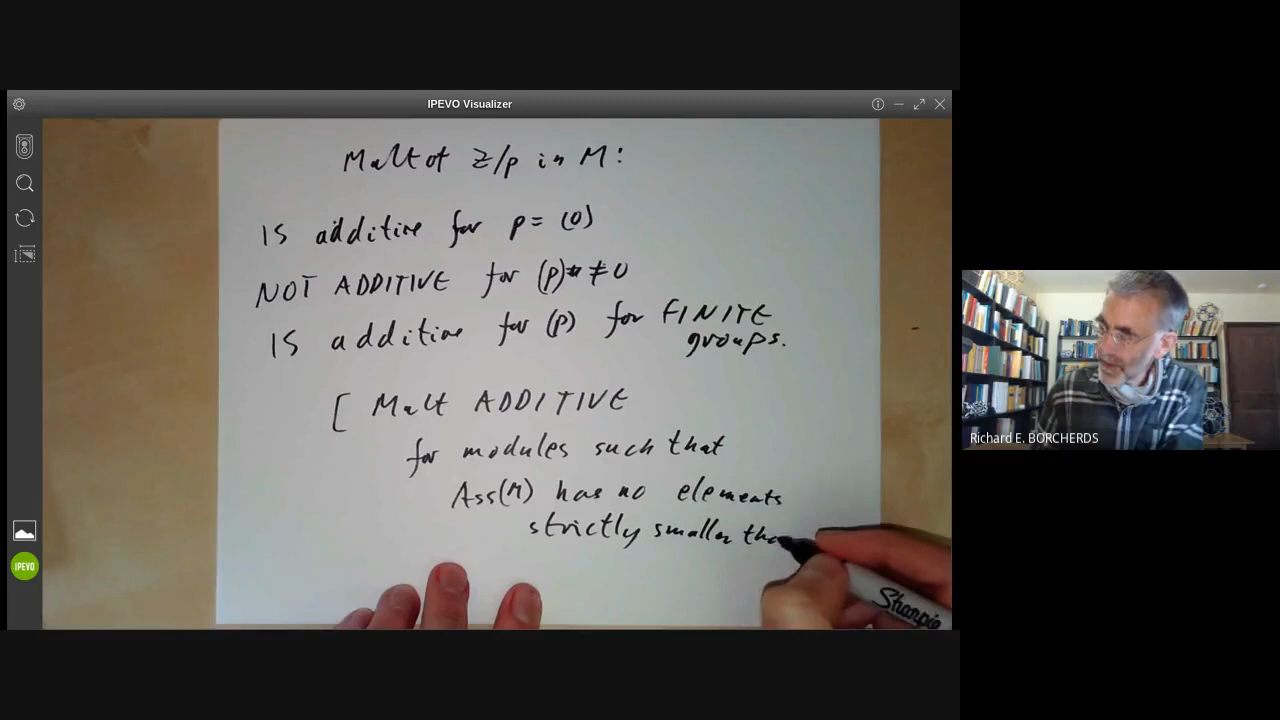 IPEVO Visualizer
Mult of Z/p in M:
IS additive for p = (0)
NOT ADDITIVE for (p) ≠ 0
IS additive for (p) for FINITE
groups.
[ Mult ADDITIVE
for modules such that
Ass(M) has no elements
strictly smaller tha
Sharpie
IPEVO
Richard E. BORCHERDS